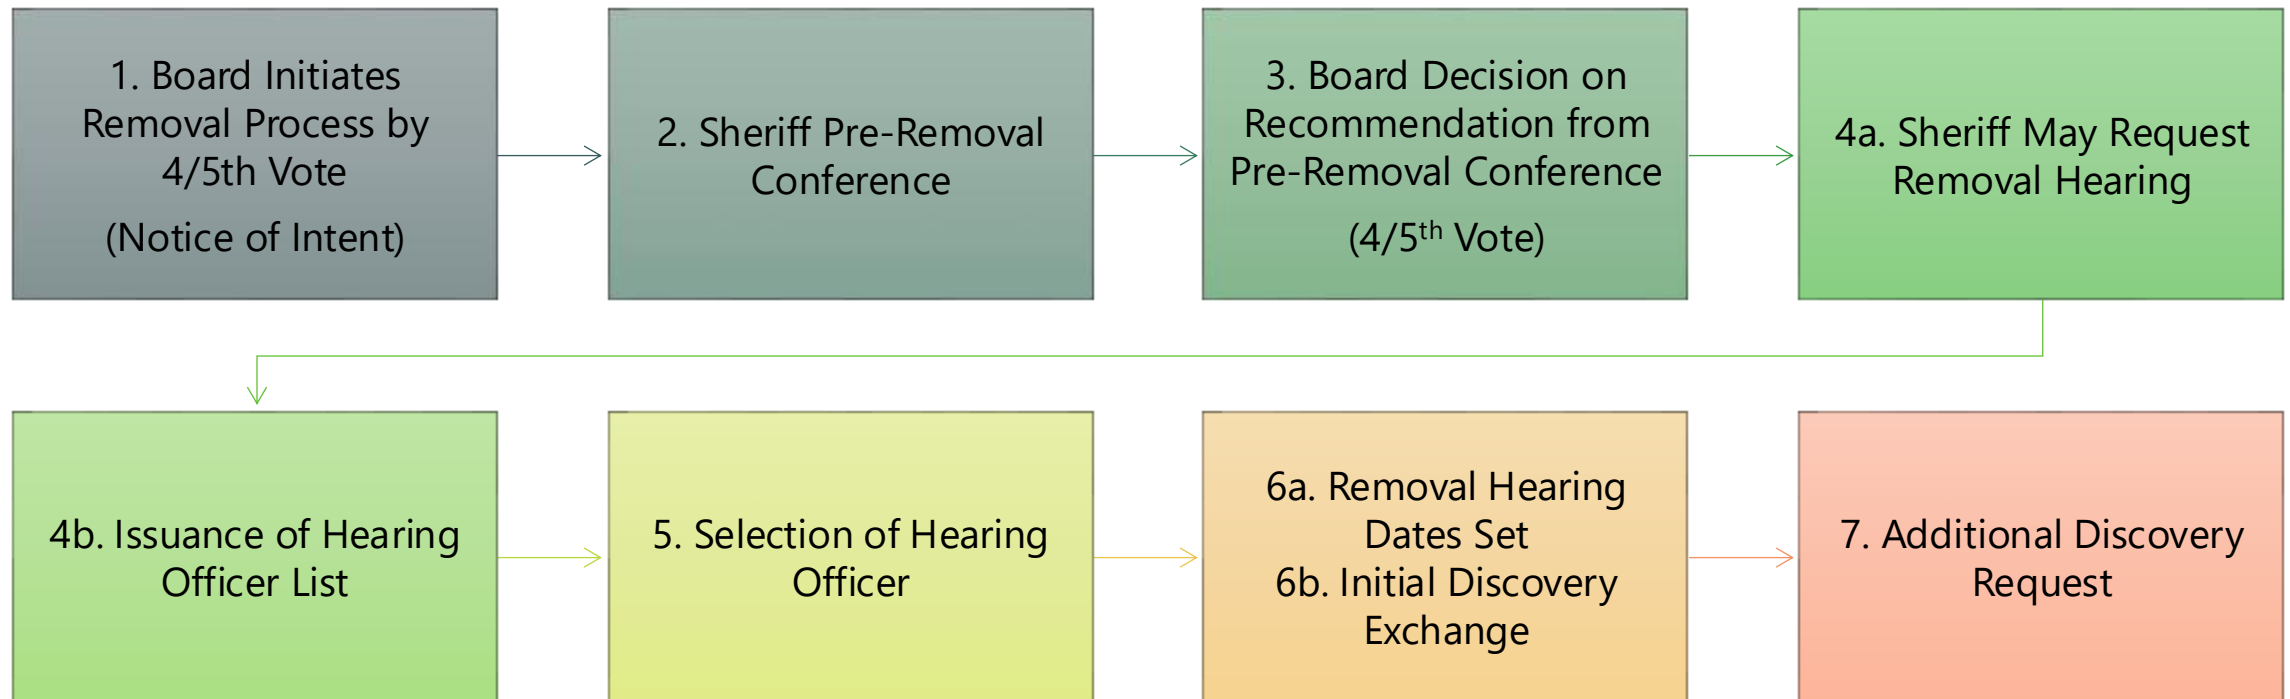 1. Board Initiates
Removal Process by
4/5th Vote
(Notice of Intent)
2. Sheriff Pre-Removal
Conference
3. Board Decision on
Recommendation from
Pre-Removal Conference
(4/5th Vote)
4a. Sheriff May Request
Removal Hearing
4b. Issuance of Hearing
Officer List
5. Selection of Hearing
Officer
6a. Removal Hearing
Dates Set
6b. Initial Discovery
Exchange
7. Additional Discovery
Request